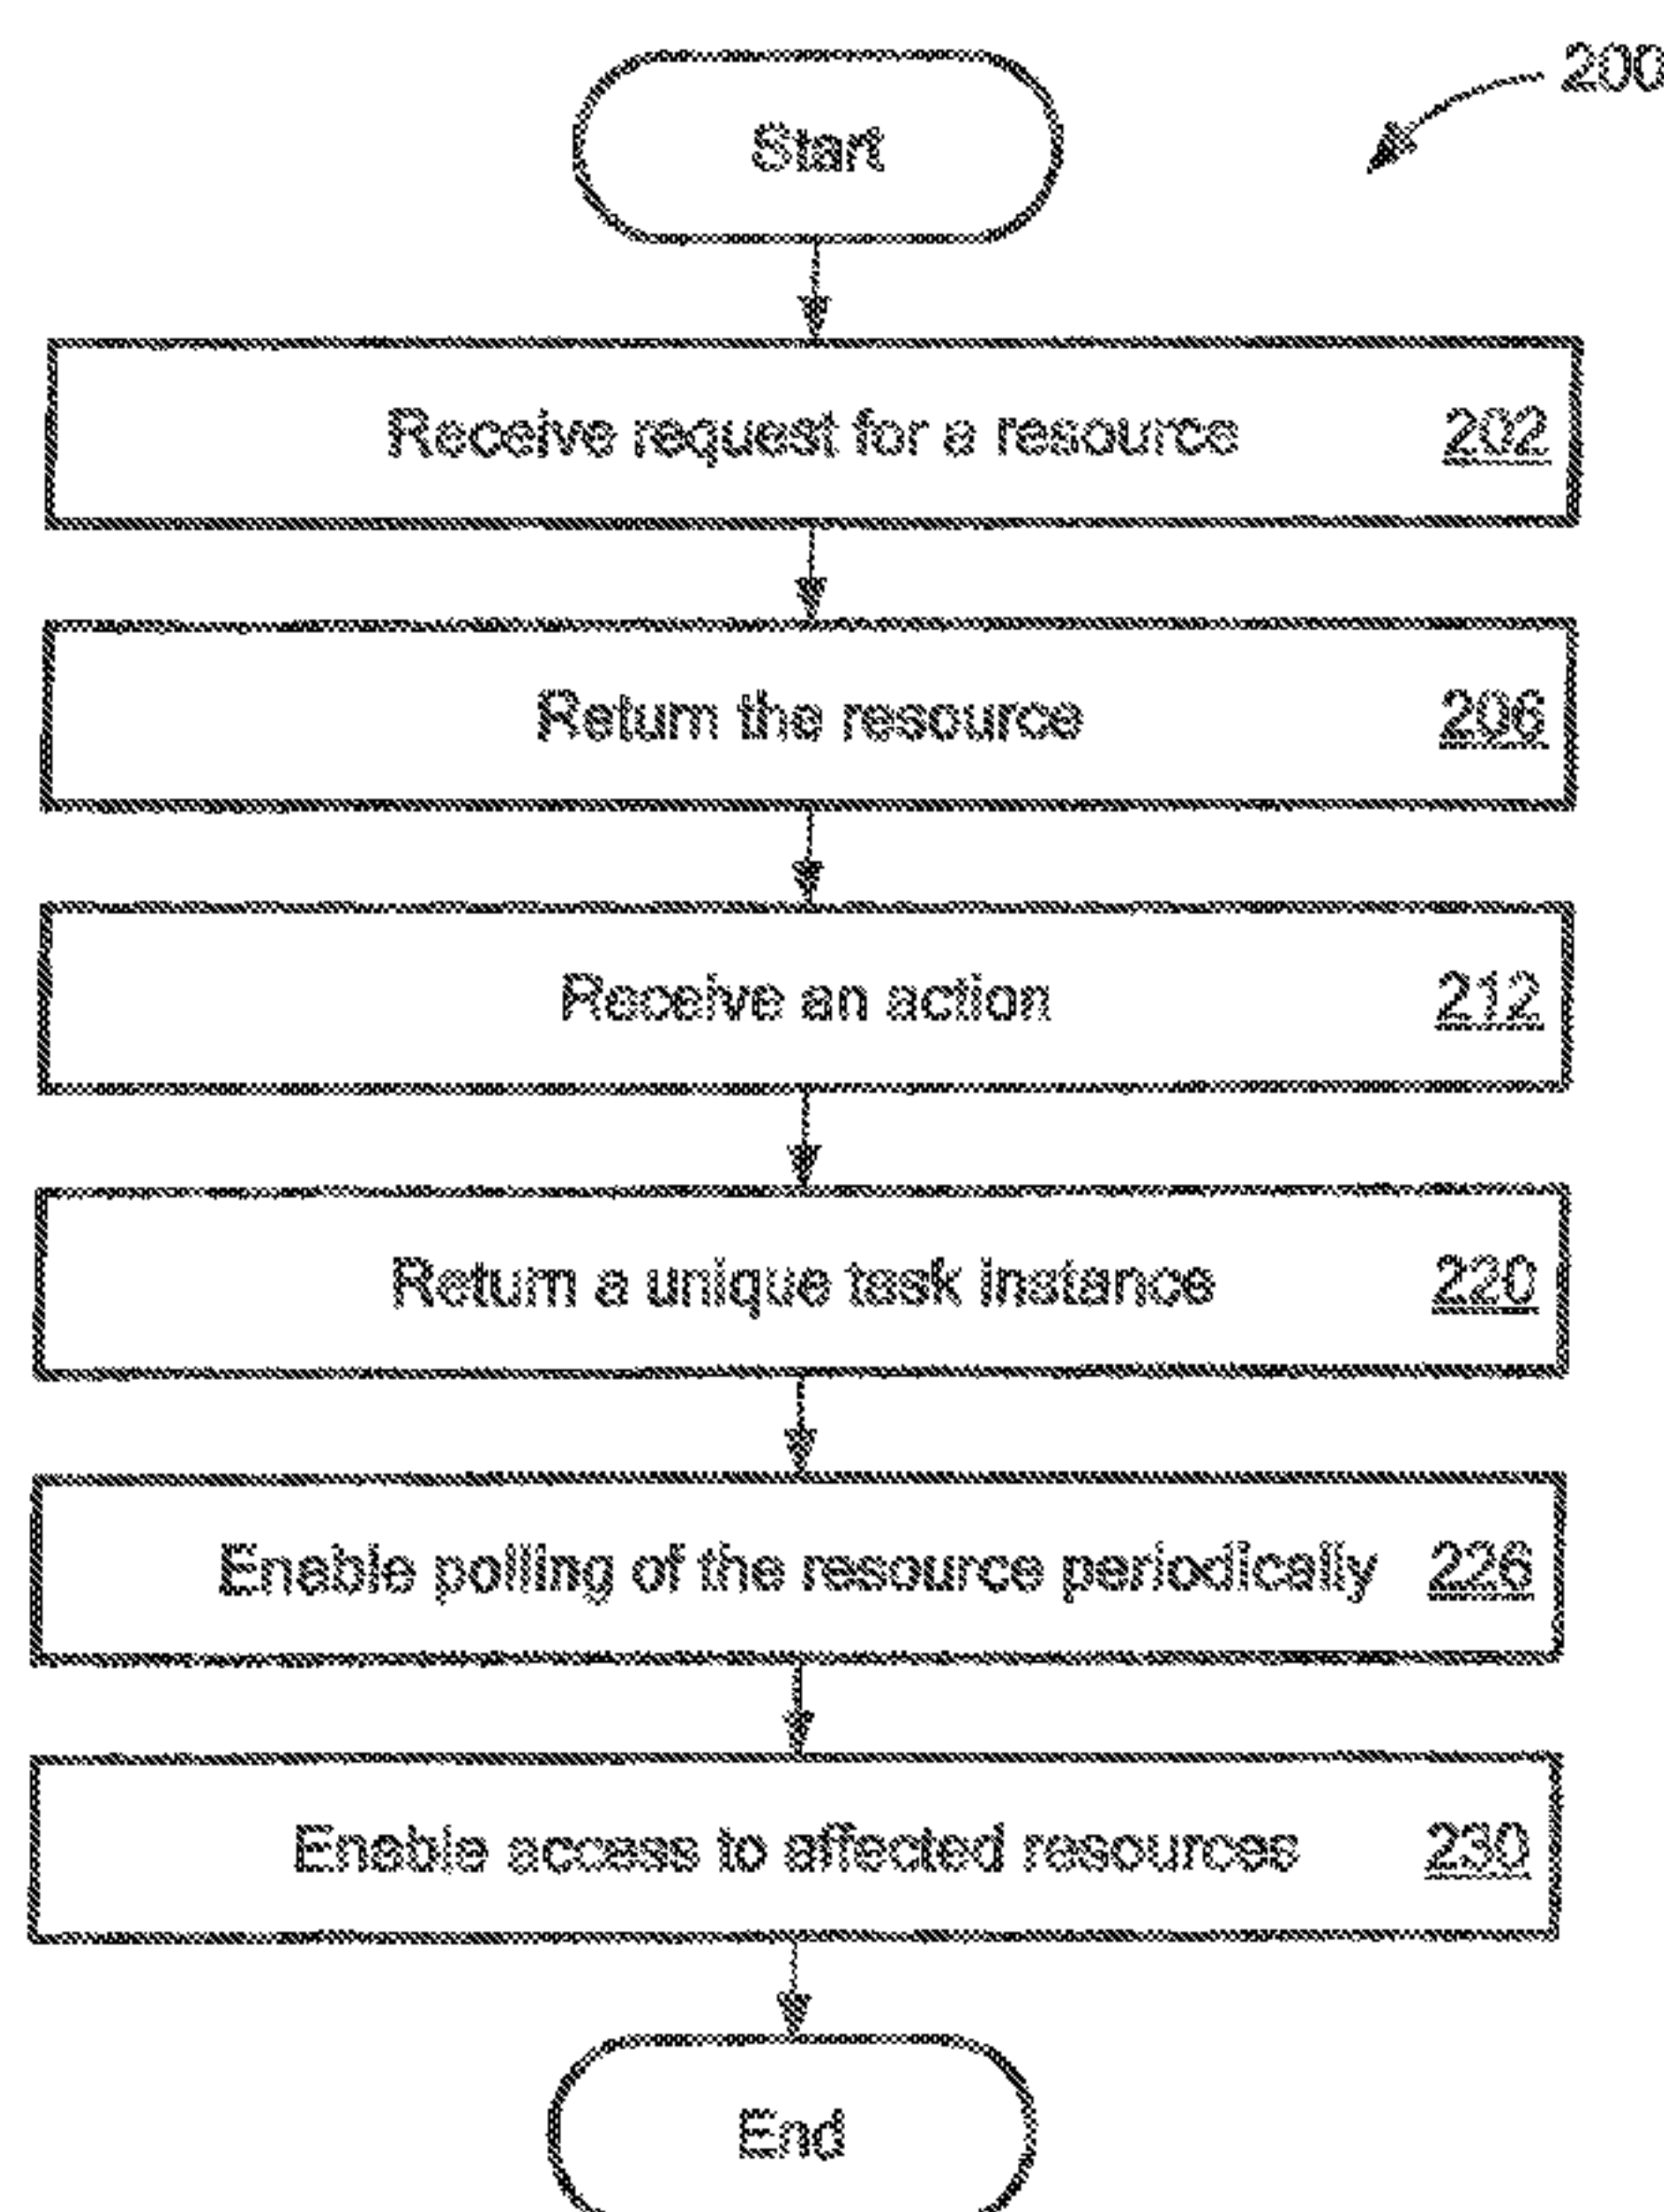 200
Start
Receive request for a resource 202
Return the resource 206
Receive an action 212
Return a unique task instance 220
Enable polling of the resource periodically 226
Enable access to affected resources 230
End